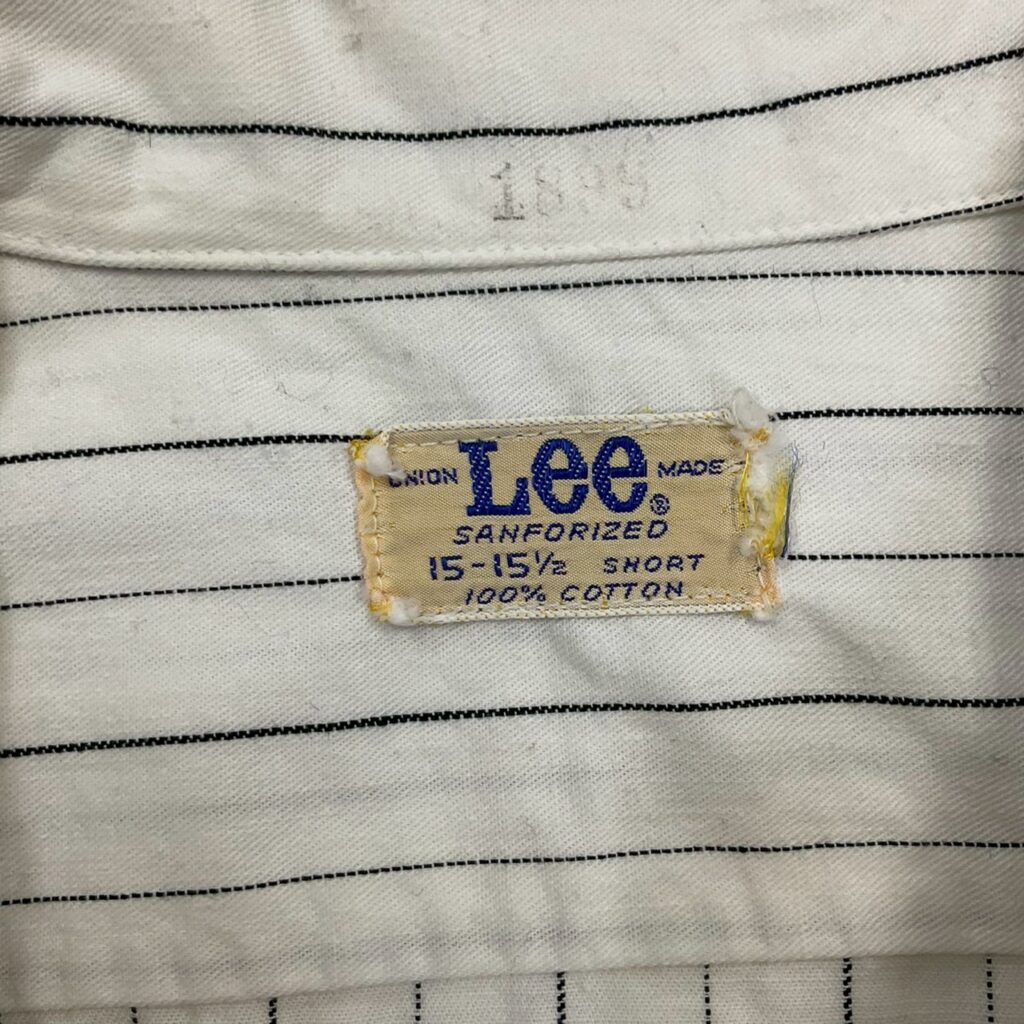 UNION Lee® MADE
SANFORIZED
15-15½ SHORT
100% COTTON